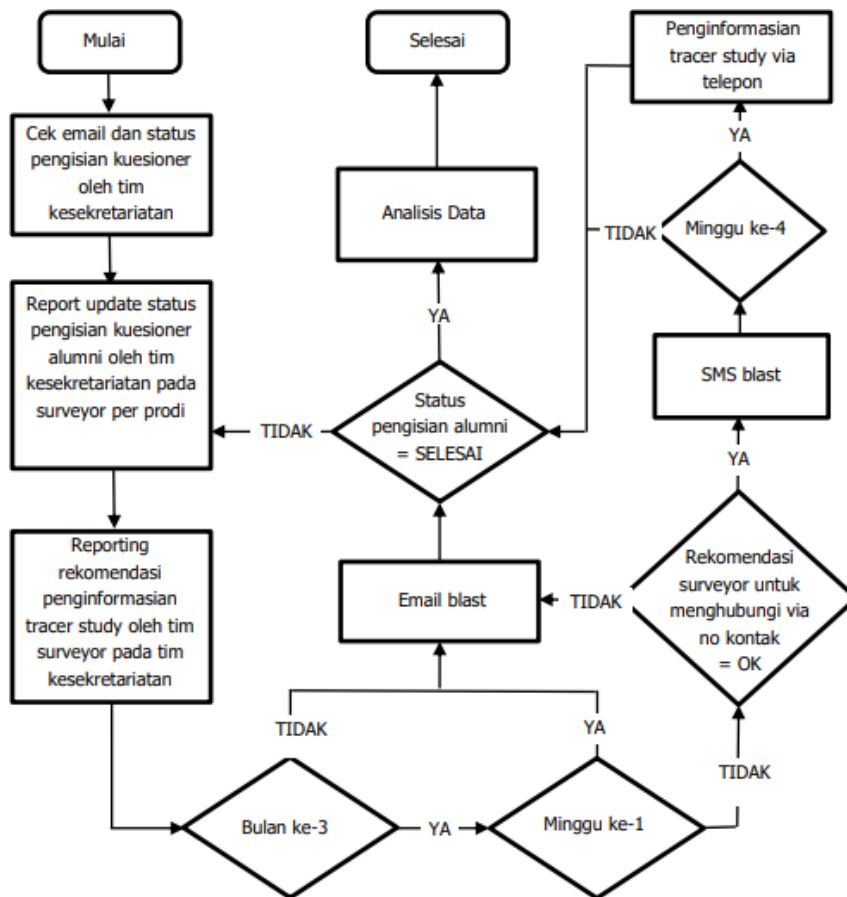 Mulai
Selesai
Penginformasian
tracer study via
telepon
Cek email dan status
pengisian kuesioner
oleh tim
kesekretariatan
YA
Analisis Data
TIDAK
Minggu ke-4
Report update status
pengisian kuesioner
alumni oleh tim
kesekretariatan pada
surveyor per prodi
YA
SMS blast
TIDAK
Status
pengisian alumni
= SELESAI
YA
Reporting
rekomendasi
penginformasian
tracer study oleh tim
surveyor pada tim
kesekretariatan
Email blast
TIDAK
Rekomendasi
surveyor untuk
menghubungi via
no kontak
= OK
TIDAK
YA
TIDAK
Bulan ke-3
YA
Minggu ke-1